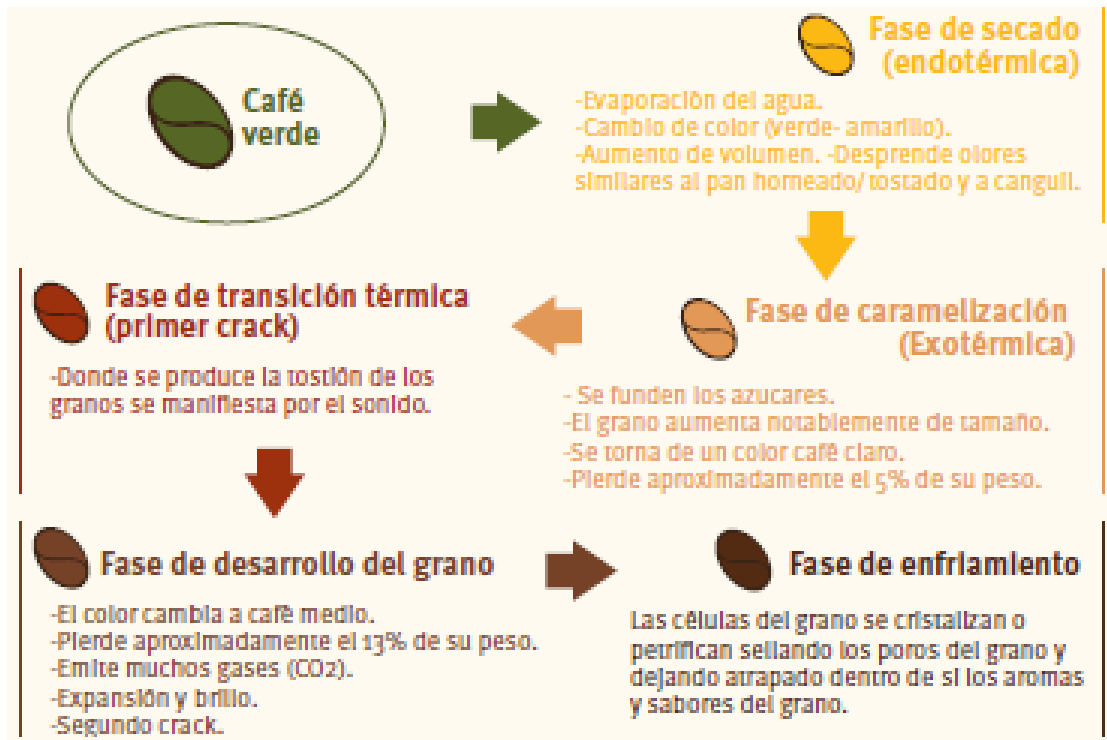 Café
verde
Fase de secado
(endotérmica)
-Evaporación del agua.
-Cambio de color (verde- amarillo).
-Aumento de volumen. -Desprende olores
similares al pan horneado/ tostado y a canguil.
Fase de caramelización
(Exotérmica)
- Se funden los azucares.
-El grano aumenta notablemente de tamaño.
-Se torna de un color café claro.
-Pierde aproximadamente el 5% de su peso.
Fase de transición térmica
(primer crack)
-Donde se produce la tostión de los
granos se manifiesta por el sonido.
Fase de desarrollo del grano
-El color cambia a café medio.
-Pierde aproximadamente el 13% de su peso.
-Emite muchos gases (CO2).
-Expansión y brillo.
-Segundo crack.
Fase de enfriamiento
Las células del grano se cristalizan o
petrifican sellando los poros del grano y
dejando atrapado dentro de si los aromas
y sabores del grano.